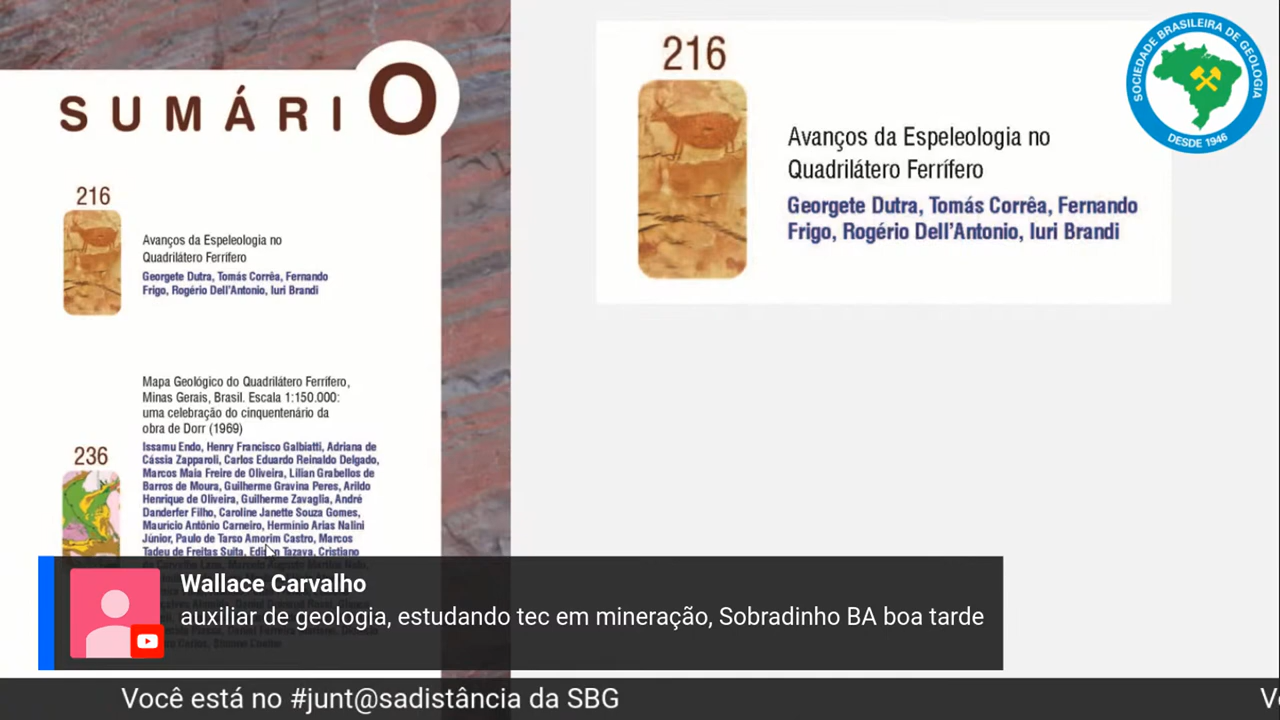 SUMÁRIO
216
Avanços da Espeleologia no
Quadrilátero Ferrífero
Georgete Dutra, Tomás Corrêa, Fernando
Frigo, Rogério Dell'Antonio, Iuri Brandi
Mapa Geológico do Quadrilátero Ferrífero,
Minas Gerais, Brasil. Escala 1:150.000:
uma celebração do cinquentenário da
obra de Dorr (1969)
236
Issamu Endo, Henry Francisco Galbiatti, Adriana de
Cássia Zapparoli, Carlos Eduardo Reinaldo Delgado,
Marcos Maia Freire de Oliveira, Lilian Grabellos de
Barros de Moura, Guilherme Gravina Peres, Arildo
Henrique de Oliveira, Guilherme Zavaglia, André
Danderfer Filho, Caroline Janette Souza Gomes,
Maurício Antônio Carneiro, Hermínio Arias Nalini
Júnior, Paulo de Tarso Amorim Castro, Marcos
Tadeu de Freitas Suita, Edison Tazava, Cristiano
216
Avanços da Espeleologia no
Quadrilátero Ferrífero
Georgete Dutra, Tomás Corrêa, Fernando
Frigo, Rogério Dell'Antonio, Iuri Brandi
SOCIEDADE BRASILEIRA DE GEOLOGIA
DESDE 1946
Wallace Carvalho
auxiliar de geologia, estudando tec em mineração, Sobradinho BA boa tarde
Você está no #junt@sadistância da SBG